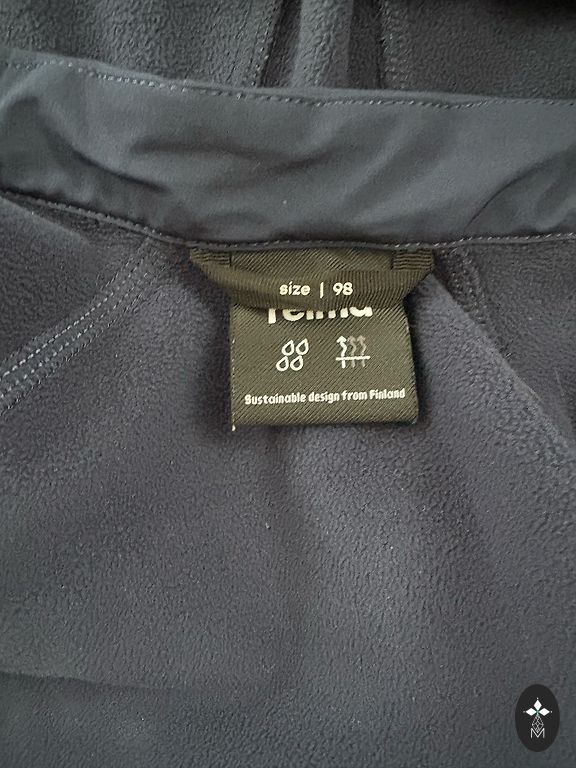 size | 98
reima
Sustainable design from Finland
M